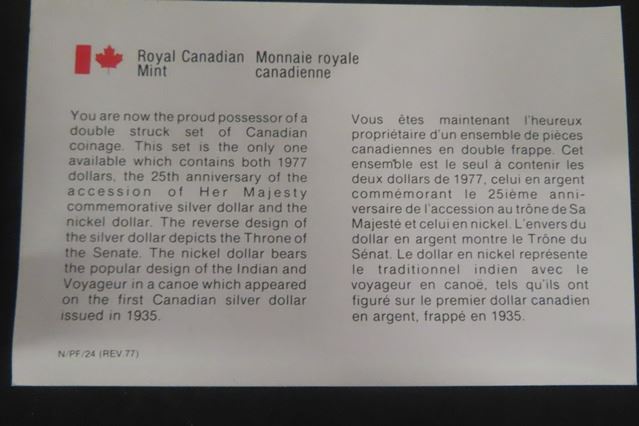 Royal Canadian Mint
Monnaie royale canadienne
You are now the proud possessor of a
double struck set of Canadian
coinage. This set is the only one
available which contains both 1977
dollars, the 25th anniversary of the
accession of Her Majesty
commemorative silver dollar and the
nickel dollar. The reverse design of
the silver dollar depicts the Throne of
the Senate. The nickel dollar bears
the popular design of the Indian and
Voyageur in a canoe which appeared
on the first Canadian silver dollar
issued in 1935.
Vous êtes maintenant l'heureux
propriétaire d'un ensemble de pièces
canadiennes en double frappe. Cet
ensemble est le seul à contenir les
deux dollars de 1977, celui en argent
commémorant le 25ième anni-
versaire de l'accession au trône de Sa
Majesté et celui en nickel. L'envers du
dollar en argent montre le Trône du
Sénat. Le dollar en nickel représente
le traditionnel indien avec le
voyageur en canoë, tels qu'ils ont
figuré sur le premier dollar canadien
en argent, frappé en 1935.
N/PF/24 (REV.77)